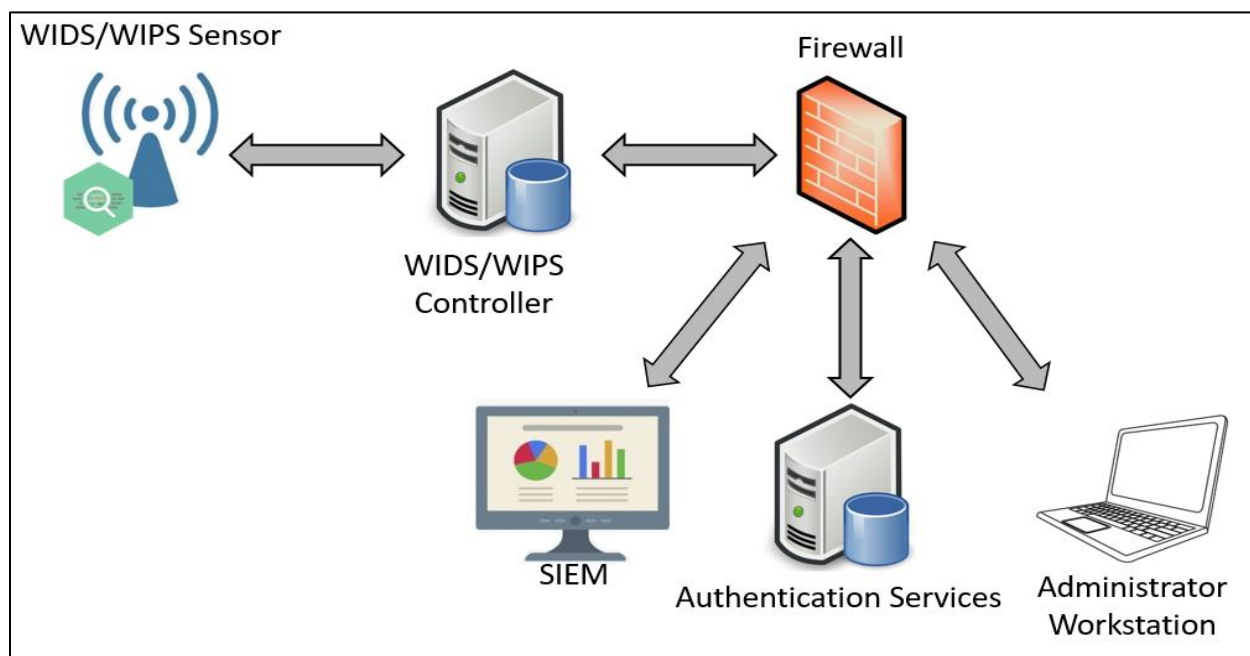 WIDS/WIPS Sensor
Firewall
WIDS/WIPS
Controller
SIEM
Authentication Services
Administrator
Workstation